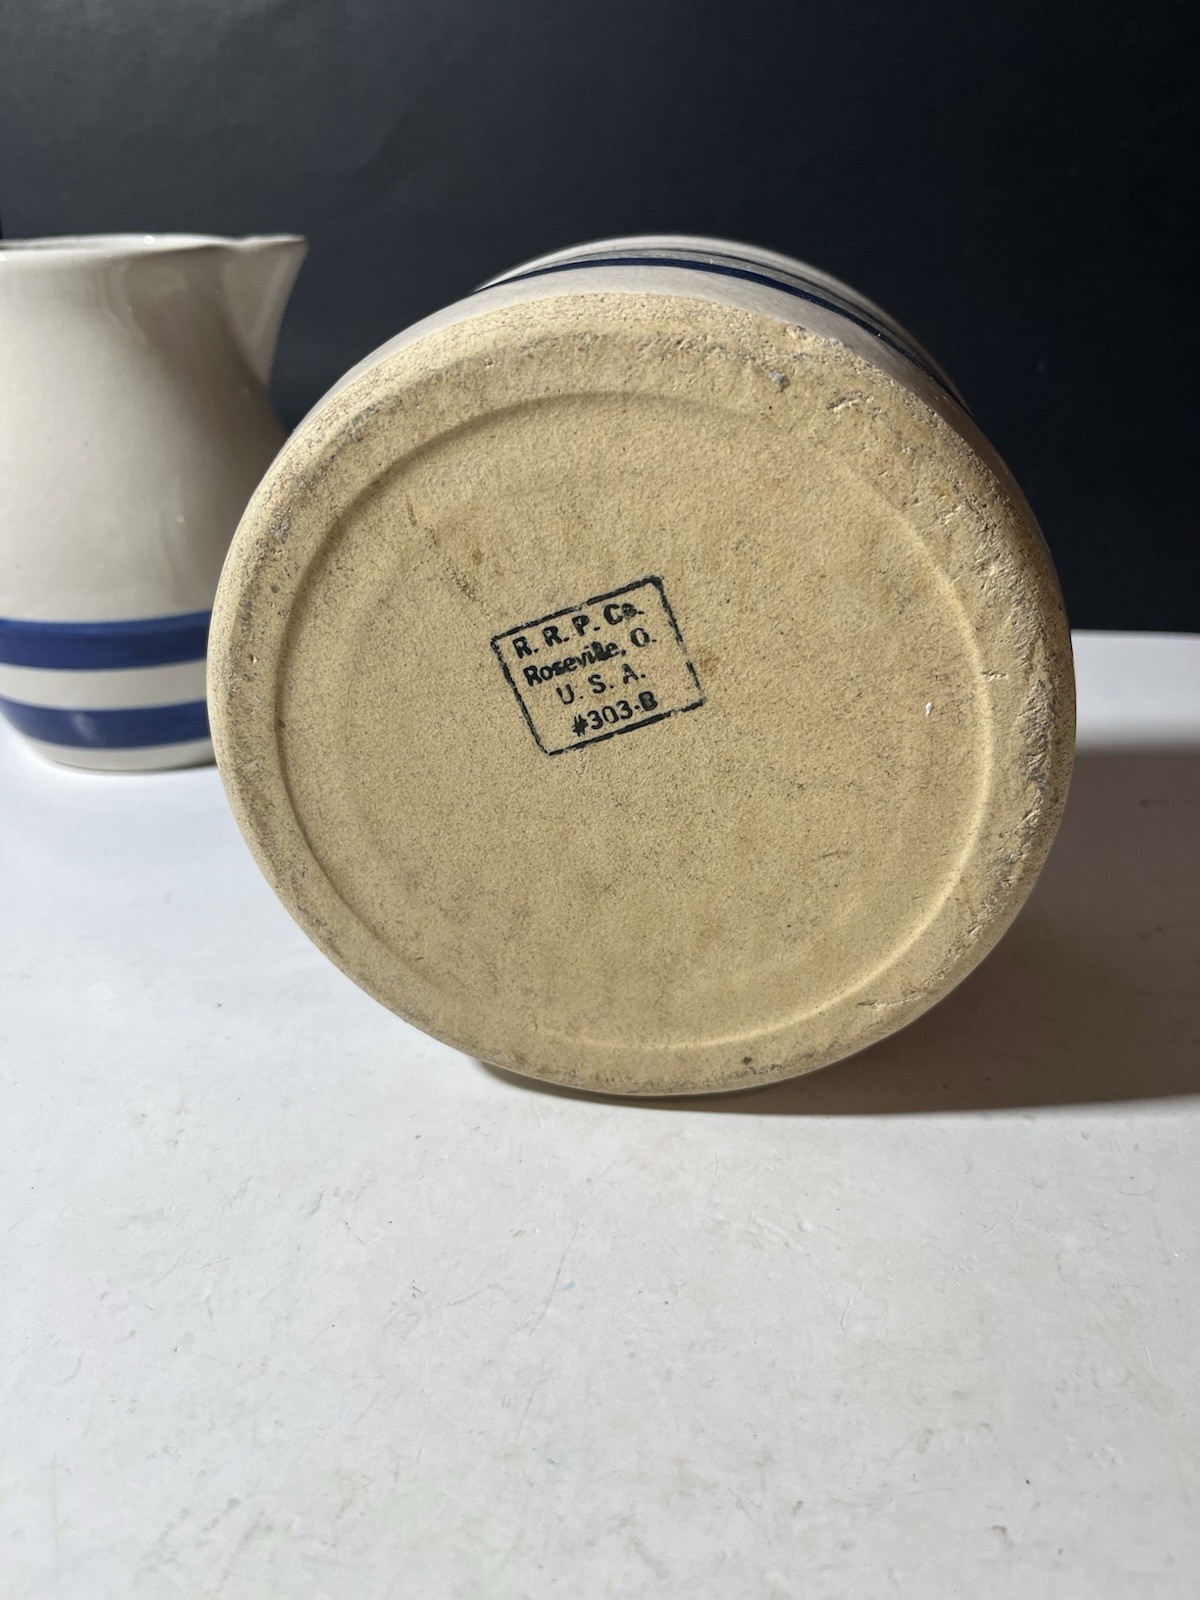 R. R. P. Co.
Roseville, O.
U. S. A.
#303-B